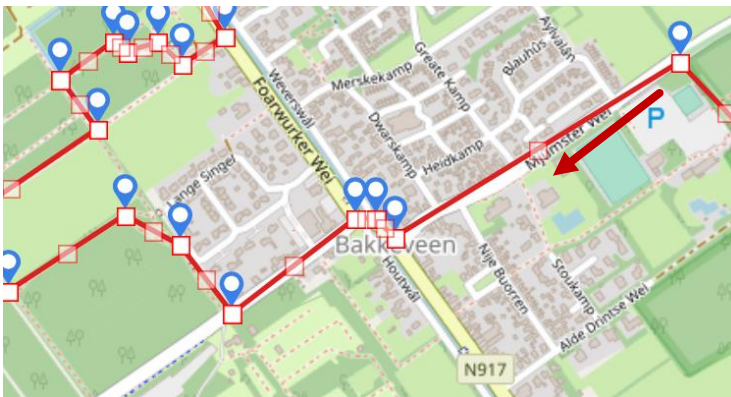 Aylvalân
Blauhûs
Greate Kamp
Merskekamp
Weverswâl
Foarwurker Wei
Dwarskamp
Heidkamp
Mjûmster Wei
P
Lange Singel
Bakkeveen
Houtwâl
Nije Buorren
Stoukamp
Alde Drintse Wei
N917